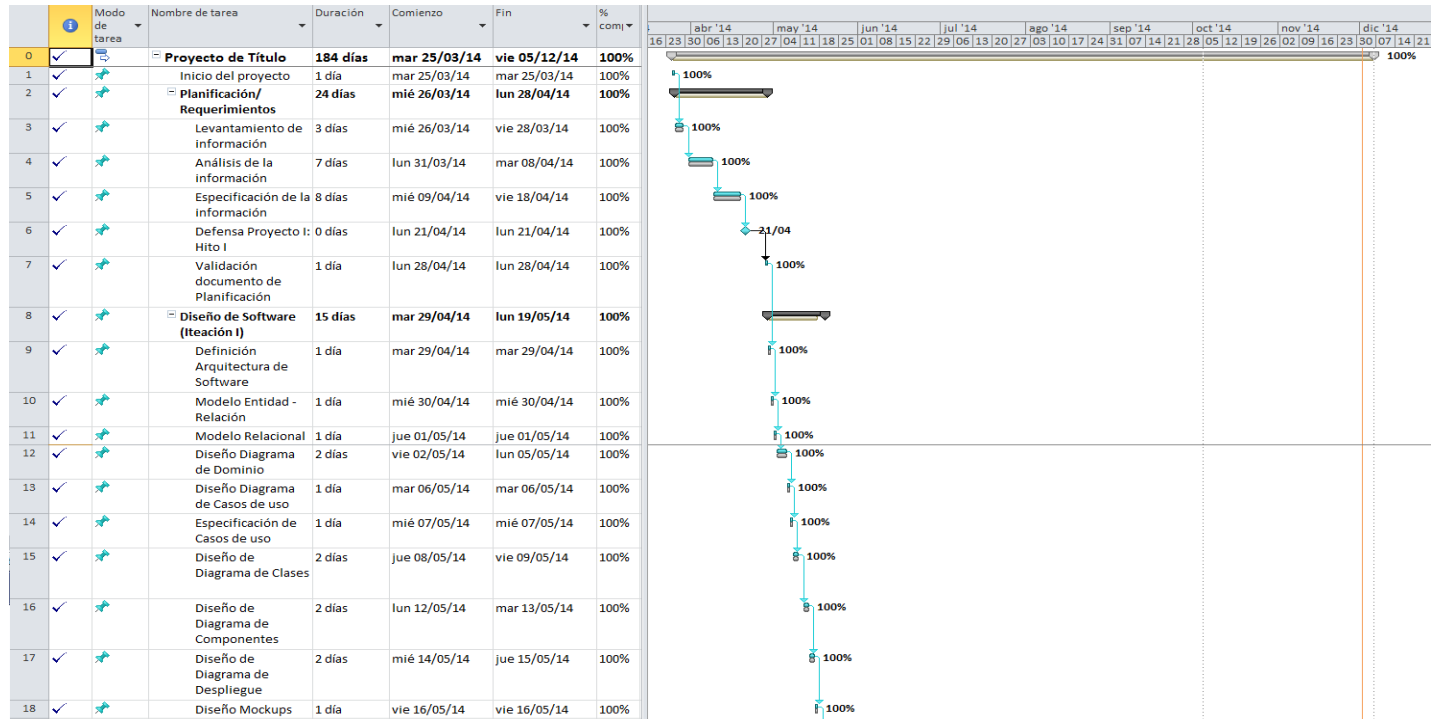 Modo de tarea Nombre de tarea Duración Comienzo Fin % comp
abr '14 may '14 jun '14 jul '14 ago '14 sep '14 oct '14 nov '14 dic '14
16 23 30 06 13 20 27 04 11 18 25 01 08 15 22 29 06 13 20 27 03 10 17 24 31 07 14 21 28 05 12 19 26 02 09 16 23 30 07 14 21
0 Proyecto de Título 184 días mar 25/03/14 vie 05/12/14 100% 100%
1 Inicio del proyecto 1 día mar 25/03/14 mar 25/03/14 100% 100%
2 Planificación/ 24 días mié 26/03/14 lun 28/04/14 100%
Requerimientos
3 Levantamiento de 3 días mié 26/03/14 vie 28/03/14 100% 100%
información
4 Análisis de la 7 días lun 31/03/14 mar 08/04/14 100% 100%
información
5 Especificación de la 8 días mié 09/04/14 vie 18/04/14 100% 100%
información
6 Defensa Proyecto I: 0 días lun 21/04/14 lun 21/04/14 100% 21/04
Hito I
7 Validación 1 día lun 28/04/14 lun 28/04/14 100% 100%
documento de
Planificación
8 Diseño de Software 15 días mar 29/04/14 lun 19/05/14 100%
(Iteación I)
9 Definición 1 día mar 29/04/14 mar 29/04/14 100% 100%
Arquitectura de
Software
10 Modelo Entidad - 1 día mié 30/04/14 mié 30/04/14 100% 100%
Relación
11 Modelo Relacional 1 día jue 01/05/14 jue 01/05/14 100% 100%
12 Diseño Diagrama 2 días vie 02/05/14 lun 05/05/14 100% 100%
de Dominio
13 Diseño Diagrama 1 día mar 06/05/14 mar 06/05/14 100% 100%
de Casos de uso
14 Especificación de 1 día mié 07/05/14 mié 07/05/14 100% 100%
Casos de uso
15 Diseño de 2 días jue 08/05/14 vie 09/05/14 100% 100%
Diagrama de Clases
16 Diseño de 2 días lun 12/05/14 mar 13/05/14 100% 100%
Diagrama de
Componentes
17 Diseño de 2 días mié 14/05/14 jue 15/05/14 100% 100%
Diagrama de
Despliegue
18 Diseño Mockups 1 día vie 16/05/14 vie 16/05/14 100% 100%